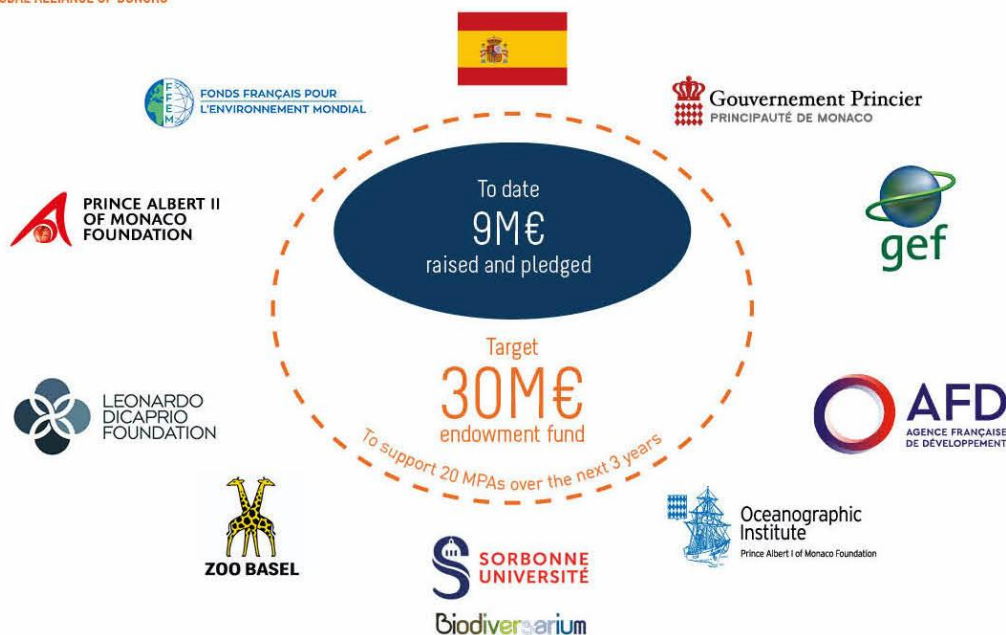 FONDS FRANÇAIS POUR
L'ENVIRONNEMENT MONDIAL
FFEM
Gouvernement Princier
PRINCIPAUTÉ DE MONACO
PRINCE ALBERT II
OF MONACO
FOUNDATION
To date
9M€
raised and pledged
gef
Target
30M€
endowment fund
To support 20 MPAs over the next 3 years
LEONARDO
DICAPRIO
FOUNDATION
AFD
AGENCE FRANÇAISE
DE DÉVELOPPEMENT
ZOO BASEL
SORBONNE
UNIVERSITÉ
Biodiversarium
Oceanographic
Institute
Prince Albert I of Monaco Foundation